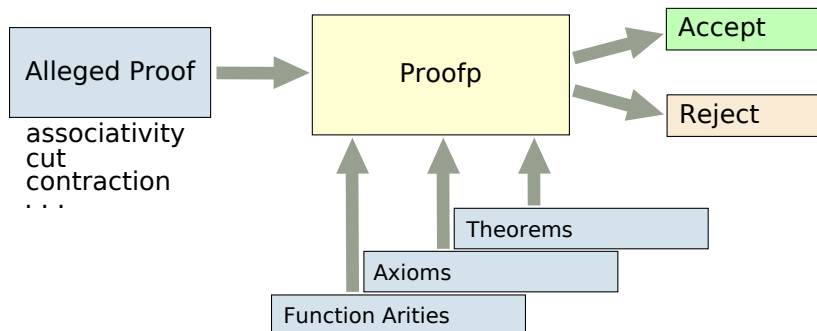 Alleged Proof
associativity
cut
contraction
. . .
Proofp
Accept
Reject
Theorems
Axioms
Function Arities